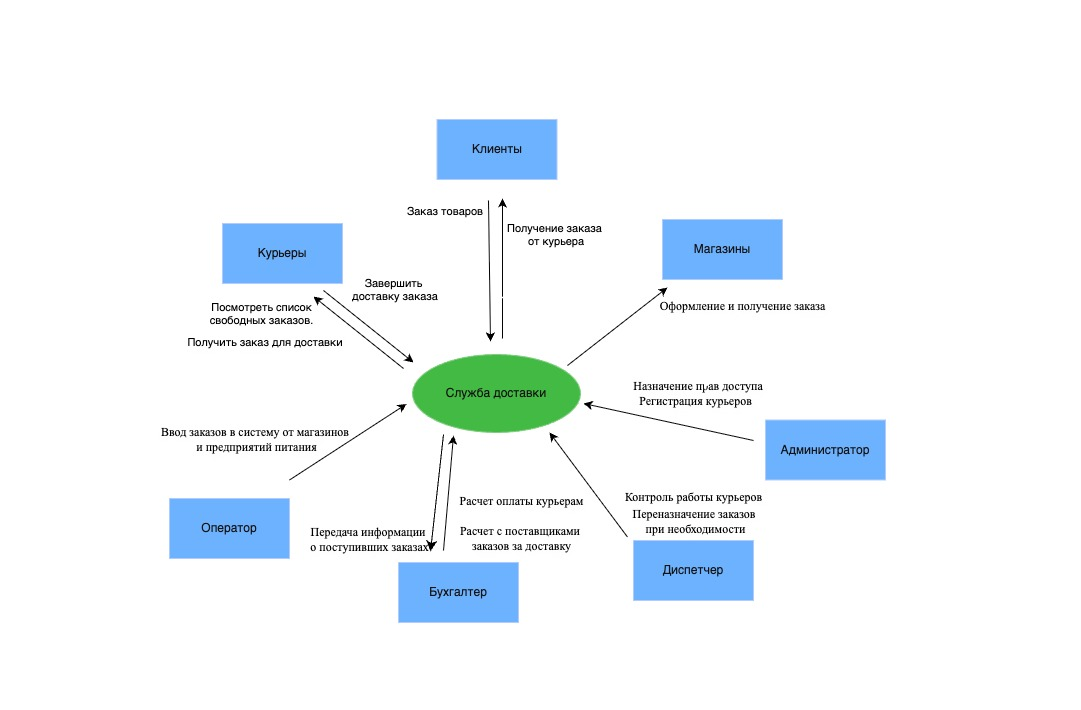 Клиенты
Заказ товаров
Получение заказа
от курьера
Магазины
Курьеры
Завершить
доставку заказа
Посмотреть список
свободных заказов.
Получить заказ для доставки
Оформление и получение заказа
Служба доставки
Назначение прав доступа
Регистрация курьеров
Администратор
Ввод заказов в систему от магазинов
и предприятий питания
Оператор
Передача информации
о поступивших заказах
Расчет оплаты курьерам
Расчет с поставщиками
заказов за доставку
Бухгалтер
Контроль работы курьеров
Переназначение заказов
при необходимости
Диспетчер